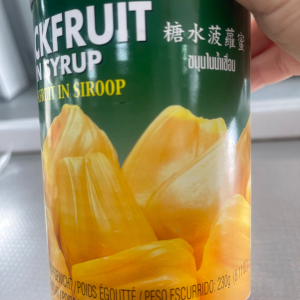 CKFRUIT
N SYRUP
FRUIT IN SIROOP
糖水菠蘿蜜
ขนุนในน้ำเชื่อม
/POIDS ÉGOUTTÉ / PESO ESCURRIDO: 230g